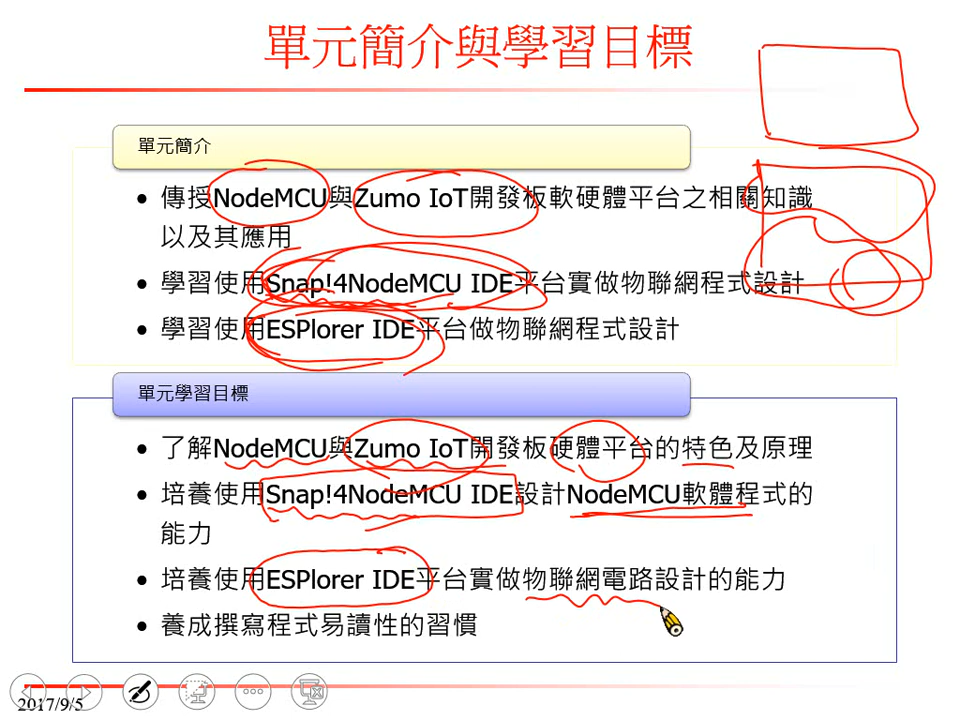 單元簡介與學習目標
單元簡介
• 傳授NodeMCU與Zumo IoT開發板軟硬體平台之相關知識
以及其應用
• 學習使用Snap!4NodeMCU IDE平台實做物聯網程式設計
• 學習使用ESPlorer IDE平台做物聯網程式設計
單元學習目標
• 了解NodeMCU與Zumo IoT開發板硬體平台的特色及原理
• 培養使用Snap!4NodeMCU IDE設計NodeMCU軟體程式的
能力
• 培養使用ESPlorer IDE平台實做物聯網電路設計的能力
• 養成撰寫程式易讀性的習慣
2017/9/5